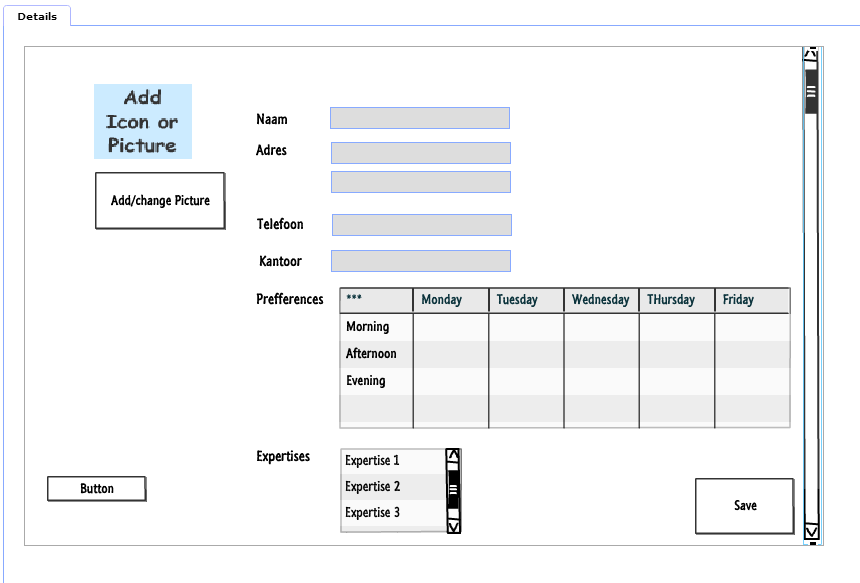 Details
Add
Icon or
Picture
Add/change Picture
Naam
Adres
Telefoon
Kantoor
Prefferences
*** Monday Tuesday Wednesday THursday Friday
Morning
Afternoon
Evening
Expertises
Expertise 1
Expertise 2
Expertise 3
Button
Save